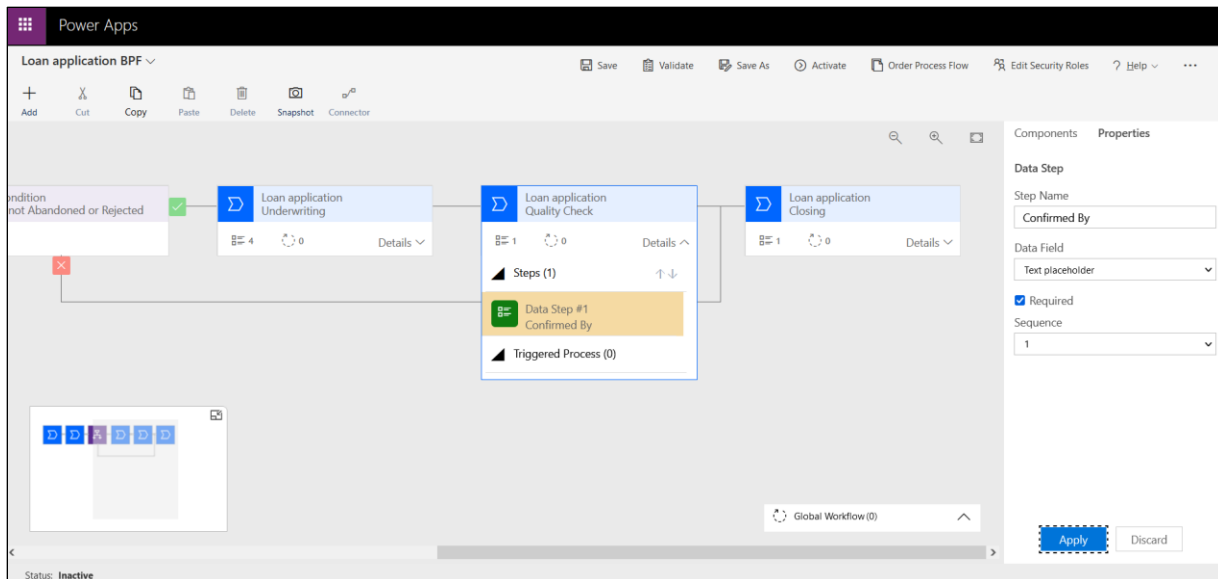 Power Apps
Loan application BPF
Save Validate Save As Activate Order Process Flow Edit Security Roles ? Help ...
Add Cut Copy Paste Delete Snapshot Connector
Components Properties
ondition
not Abandoned or Rejected
Loan application
Underwriting
4 0 Details
Loan application
Quality Check
1 0 Details
Steps (1)
Data Step #1
Confirmed By
Triggered Process (0)
Loan application
Closing
1 0 Details
Data Step
Step Name
Confirmed By
Data Field
Text placeholder
Required
Sequence
1
Global Workflow (0)
Apply Discard
Status: Inactive